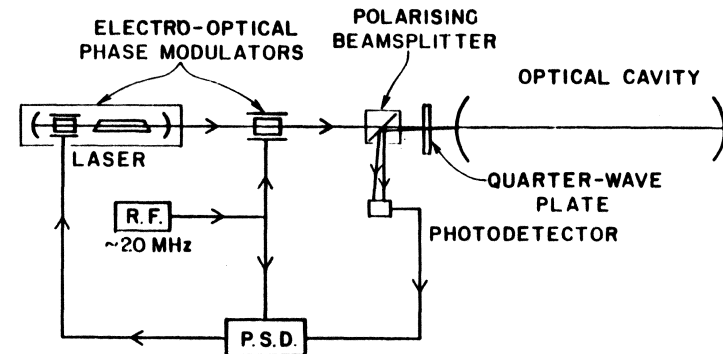 ELECTRO-OPTICAL
PHASE MODULATORS
POLARISING
BEAMSPLITTER
OPTICAL CAVITY
LASER
QUARTER-WAVE
PLATE
R.F.
~20 MHz
PHOTODETECTOR
P.S.D.